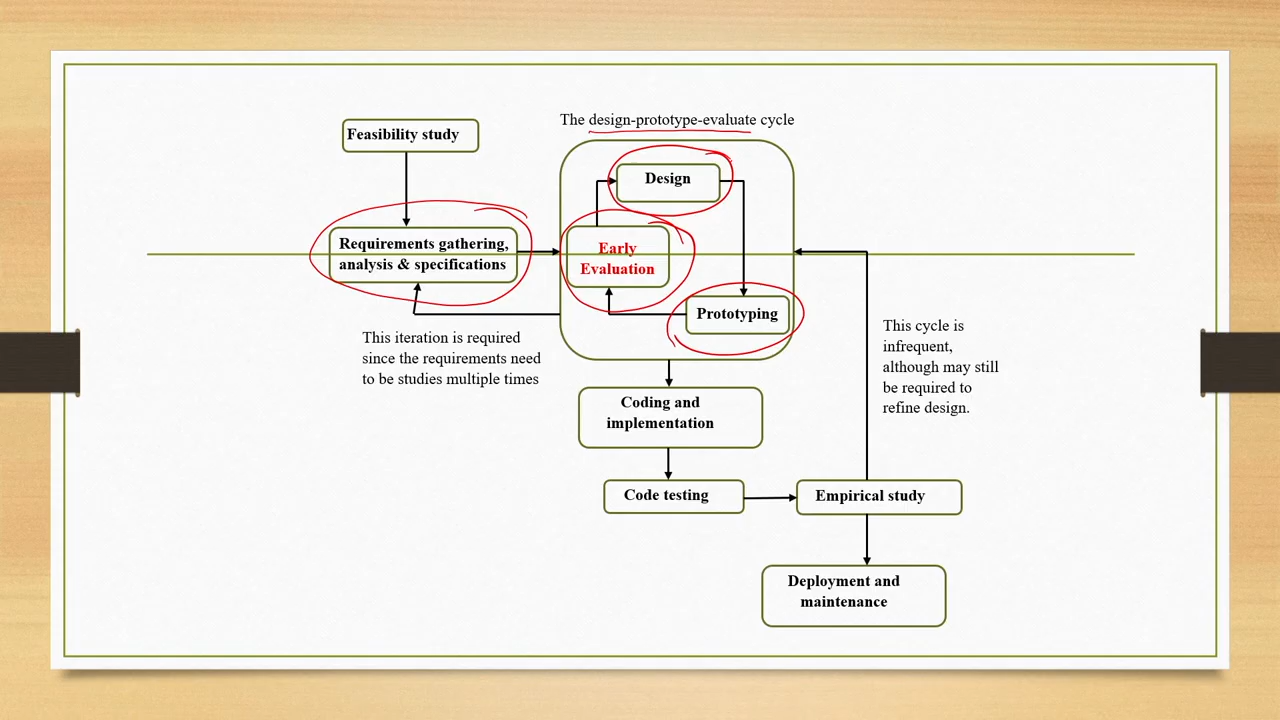 The design-prototype-evaluate cycle
Feasibility study
Design
Requirements gathering,
analysis & specifications
Early
Evaluation
Prototyping
This iteration is required
since the requirements need
to be studies multiple times
This cycle is
infrequent,
although may still
be required to
refine design.
Coding and
implementation
Code testing
Empirical study
Deployment and
maintenance